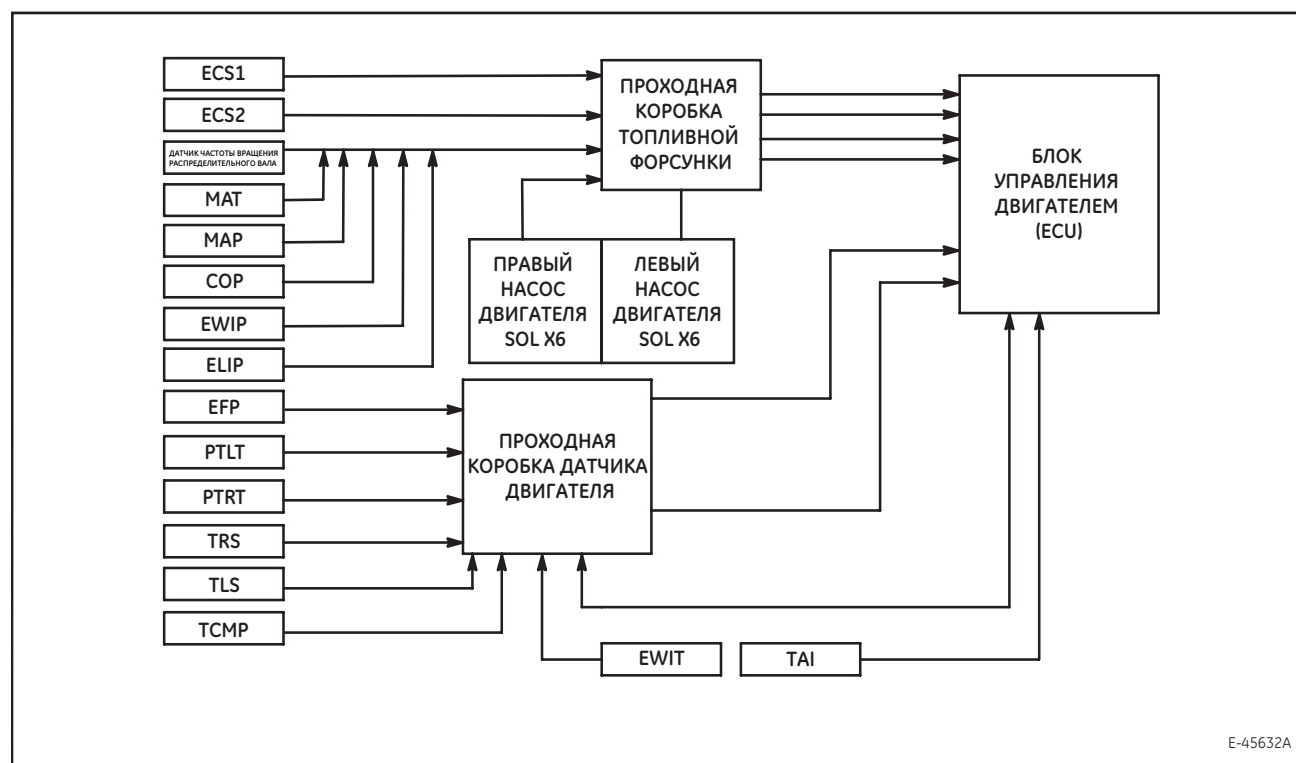 ECS1
ECS2
ДАТЧИК ЧАСТОТЫ ВРАЩЕНИЯ
РАСПРЕДЕЛИТЕЛЬНОГО ВАЛА
MAT
MAP
COP
EWIP
ELIP
EFP
PTLT
PTRT
TRS
TLS
TCMP
ПРОХОДНАЯ
КОРОБКА
ТОПЛИВНОЙ
ФОРСУНКИ
ПРАВЫЙ
НАСОС
ДВИГАТЕЛЯ
SOL X6
ЛЕВЫЙ
НАСОС
ДВИГАТЕЛЯ
SOL X6
ПРОХОДНАЯ
КОРОБКА ДАТЧИКА
ДВИГАТЕЛЯ
EWIT
TAI
БЛОК
УПРАВЛЕНИЯ
ДВИГАТЕЛЕМ
(ECU)
E-45632A